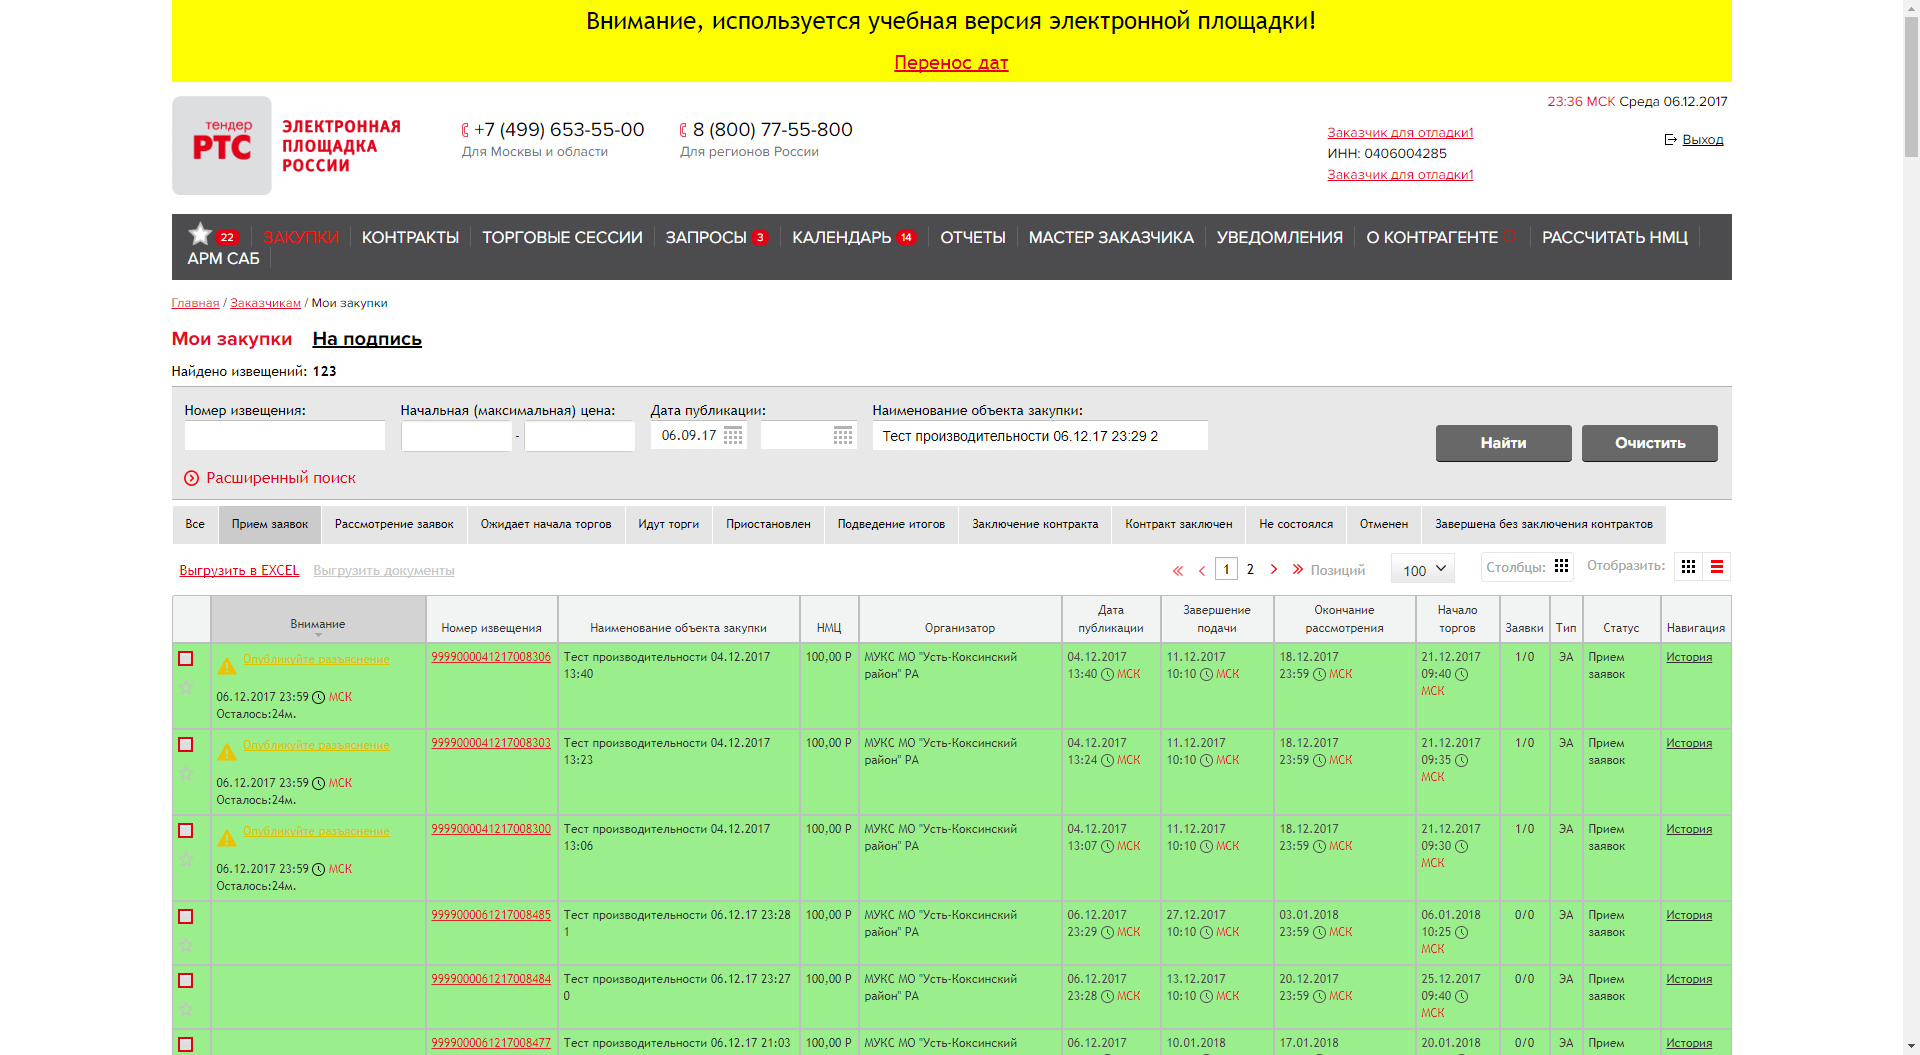 Внимание, используется учебная версия электронной площадки!
Перенос дат
23:36 МСК Среда 06.12.2017
тендер
РТС
ЭЛЕКТРОННАЯ
ПЛОЩАДКА
РОССИИ
+7 (499) 653-55-00
Для Москвы и области
8 (800) 77-55-800
Для регионов России
Заказчик для отладки1
ИНН: 0406004285
Заказчик для отладки1
Выход
22 ЗАКУПКИ КОНТРАКТЫ ТОРГОВЫЕ СЕССИИ ЗАПРОСЫ 3 КАЛЕНДАРЬ 14 ОТЧЕТЫ МАСТЕР ЗАКАЗЧИКА УВЕДОМЛЕНИЯ О КОНТРАГЕНТЕ РАССЧИТАТЬ НМЦ
АРМ САБ
Главная / Заказчикам / Мои закупки
Мои закупки На подпись
Найдено извещений: 123
Номер извещения: Начальная (максимальная) цена: Дата публикации: Наименование объекта закупки:
- 06.09.17 Тест производительности 06.12.17 23:29 2 Найти Очистить
Расширенный поиск
Все Прием заявок Рассмотрение заявок Ожидает начала торгов Идут торги Приостановлен Подведение итогов Заключение контракта Контракт заключен Не состоялся Отменен Завершена без заключения контрактов
Выгрузить в EXCEL Выгрузить документы « ‹ 1 2 › » Позиций 100 Столбцы: Отобразить:
Внимание Номер извещения Наименование объекта закупки НМЦ Организатор Дата публикации Завершение подачи Окончание рассмотрения Начало торгов Заявки Тип Статус Навигация
Опубликуйте разъяснение 9999000041217008306 Тест производительности 04.12.2017 100,00 Р МУКС МО "Усть-Коксинский 04.12.2017 11.12.2017 18.12.2017 21.12.2017 1/0 ЭА Прием История
13:40 район" РА 13:40 МСК 10:10 МСК 23:59 МСК 09:40 заявок
06.12.2017 23:59 МСК МСК
Осталось:24м.
Опубликуйте разъяснение 9999000041217008303 Тест производительности 04.12.2017 100,00 Р МУКС МО "Усть-Коксинский 04.12.2017 11.12.2017 18.12.2017 21.12.2017 1/0 ЭА Прием История
13:23 район" РА 13:24 МСК 10:10 МСК 23:59 МСК 09:35 заявок
06.12.2017 23:59 МСК МСК
Осталось:24м.
Опубликуйте разъяснение 9999000041217008300 Тест производительности 04.12.2017 100,00 Р МУКС МО "Усть-Коксинский 04.12.2017 11.12.2017 18.12.2017 21.12.2017 1/0 ЭА Прием История
13:06 район" РА 13:07 МСК 10:10 МСК 23:59 МСК 09:30 заявок
06.12.2017 23:59 МСК МСК
Осталось:24м.
9999000061217008485 Тест производительности 06.12.17 23:28 100,00 Р МУКС МО "Усть-Коксинский 06.12.2017 27.12.2017 03.01.2018 06.01.2018 0/0 ЭА Прием История
1 район" РА 23:29 МСК 10:10 МСК 23:59 МСК 10:25 заявок
МСК
9999000061217008484 Тест производительности 06.12.17 23:27 100,00 Р МУКС МО "Усть-Коксинский 06.12.2017 13.12.2017 20.12.2017 25.12.2017 0/0 ЭА Прием История
0 район" РА 23:28 МСК 10:10 МСК 23:59 МСК 09:40 заявок
МСК
9999000061217008477 Тест производительности 06.12.17 21:03 100,00 Р МУКС МО "Усть-Коксинский 06.12.2017 10.01.2018 17.01.2018 20.01.2018 0/0 ЭА Прием История